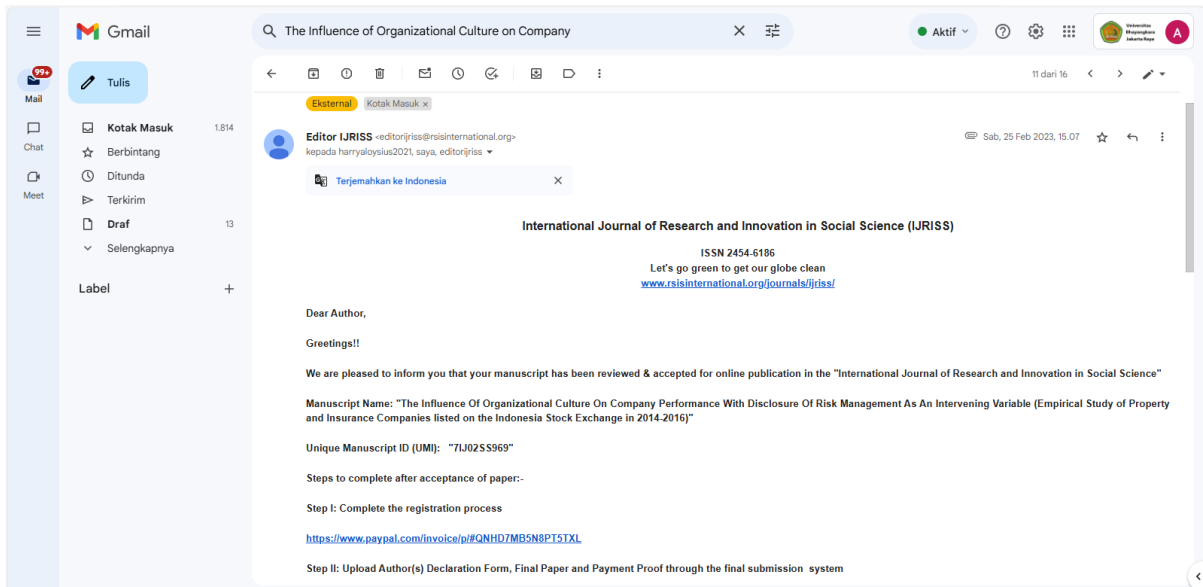 Gmail
The Influence of Organizational Culture on Company
Aktif
Universitas
Bhayangkara
Jakarta Raya
A
99+
Mail
Chat
Meet
Tulis
Kotak Masuk 1.814
Berbintang
Ditunda
Terkirim
Draf 13
Selengkapnya
Label
11 dari 16
Eksternal Kotak Masuk ×
Editor IJRISS <editorijriss@rsisinternational.org>
Sab, 25 Feb 2023, 15.07
kepada harryaloysius2021, saya, editorijriss
Terjemahkan ke Indonesia
International Journal of Research and Innovation in Social Science (IJRISS)
ISSN 2454-6186
Let's go green to get our globe clean
www.rsisinternational.org/journals/ijriss/
Dear Author,
Greetings!!
We are pleased to inform you that your manuscript has been reviewed & accepted for online publication in the "International Journal of Research and Innovation in Social Science"
Manuscript Name: "The Influence Of Organizational Culture On Company Performance With Disclosure Of Risk Management As An Intervening Variable (Empirical Study of Property
and Insurance Companies listed on the Indonesia Stock Exchange in 2014-2016)"
Unique Manuscript ID (UMI): "7IJ02SS969"
Steps to complete after acceptance of paper:-
Step I: Complete the registration process
https://www.paypal.com/invoice/p/#QNHD7MB5N8PT5TXL
Step II: Upload Author(s) Declaration Form, Final Paper and Payment Proof through the final submission system